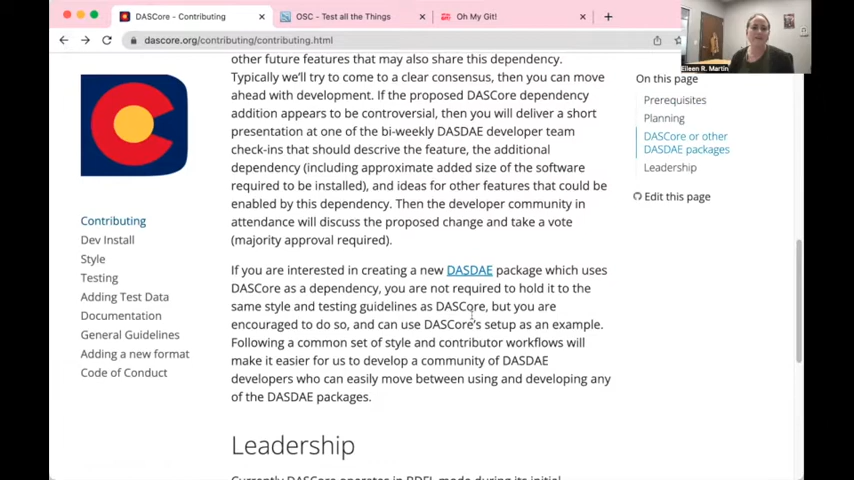 DASCore - Contributing
OSC - Test all the Things
Oh My Git!
dascore.org/contributing/contributing.html
Eileen R. Martin
other future features that may also share this dependency.
Typically we'll try to come to a clear consensus, then you can move
ahead with development. If the proposed DASCore dependency
addition appears to be controversial, then you will deliver a short
presentation at one of the bi-weekly DASDAE developer team
check-ins that should descrive the feature, the additional
dependency (including approximate added size of the software
required to be installed), and ideas for other features that could be
enabled by this dependency. Then the developer community in
attendance will discuss the proposed change and take a vote
(majority approval required).
If you are interested in creating a new DASDAE package which uses
DASCore as a dependency, you are not required to hold it to the
same style and testing guidelines as DASCore, but you are
encouraged to do so, and can use DASCore's setup as an example.
Following a common set of style and contributor workflows will
make it easier for us to develop a community of DASDAE
developers who can easily move between using and developing any
of the DASDAE packages.
Leadership
Currently DASCore operates in BDFL mode during its initial
Contributing
Dev Install
Style
Testing
Adding Test Data
Documentation
General Guidelines
Adding a new format
Code of Conduct
On this page
Prerequisites
Planning
DASCore or other
DASDAE packages
Leadership
Edit this page